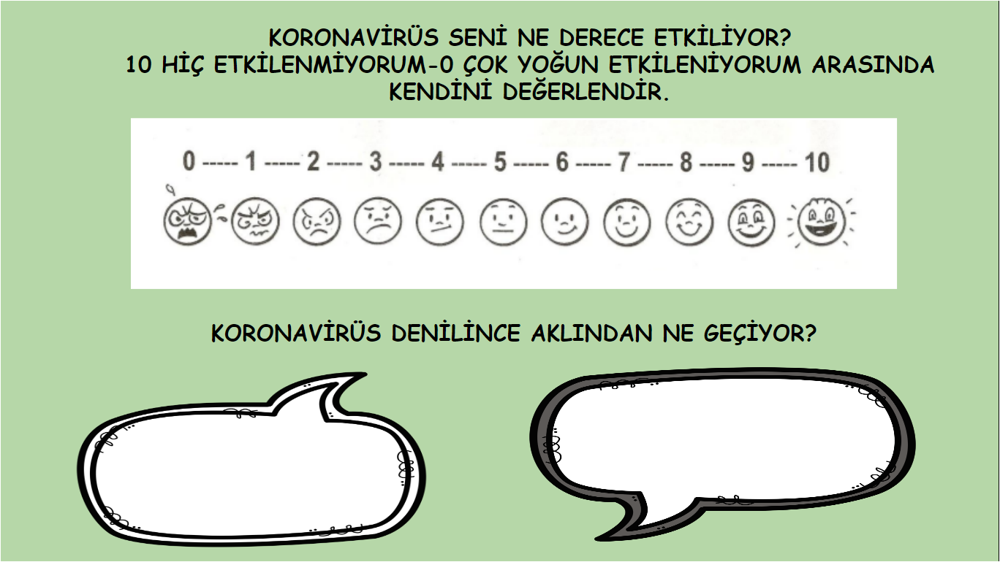 KORONAVİRÜS SENİ NE DERECE ETKİLİYOR?
10 HİÇ ETKİLENMİYORUM-0 ÇOK YOĞUN ETKİLENİYORUM ARASINDA
KENDİNİ DEĞERLENDİR.
0 ----- 1 ----- 2 ----- 3 ----- 4 ----- 5 ----- 6 ----- 7 ----- 8 ----- 9 ----- 10
KORONAVİRÜS DENİLİNCE AKLINDAN NE GEÇİYOR?